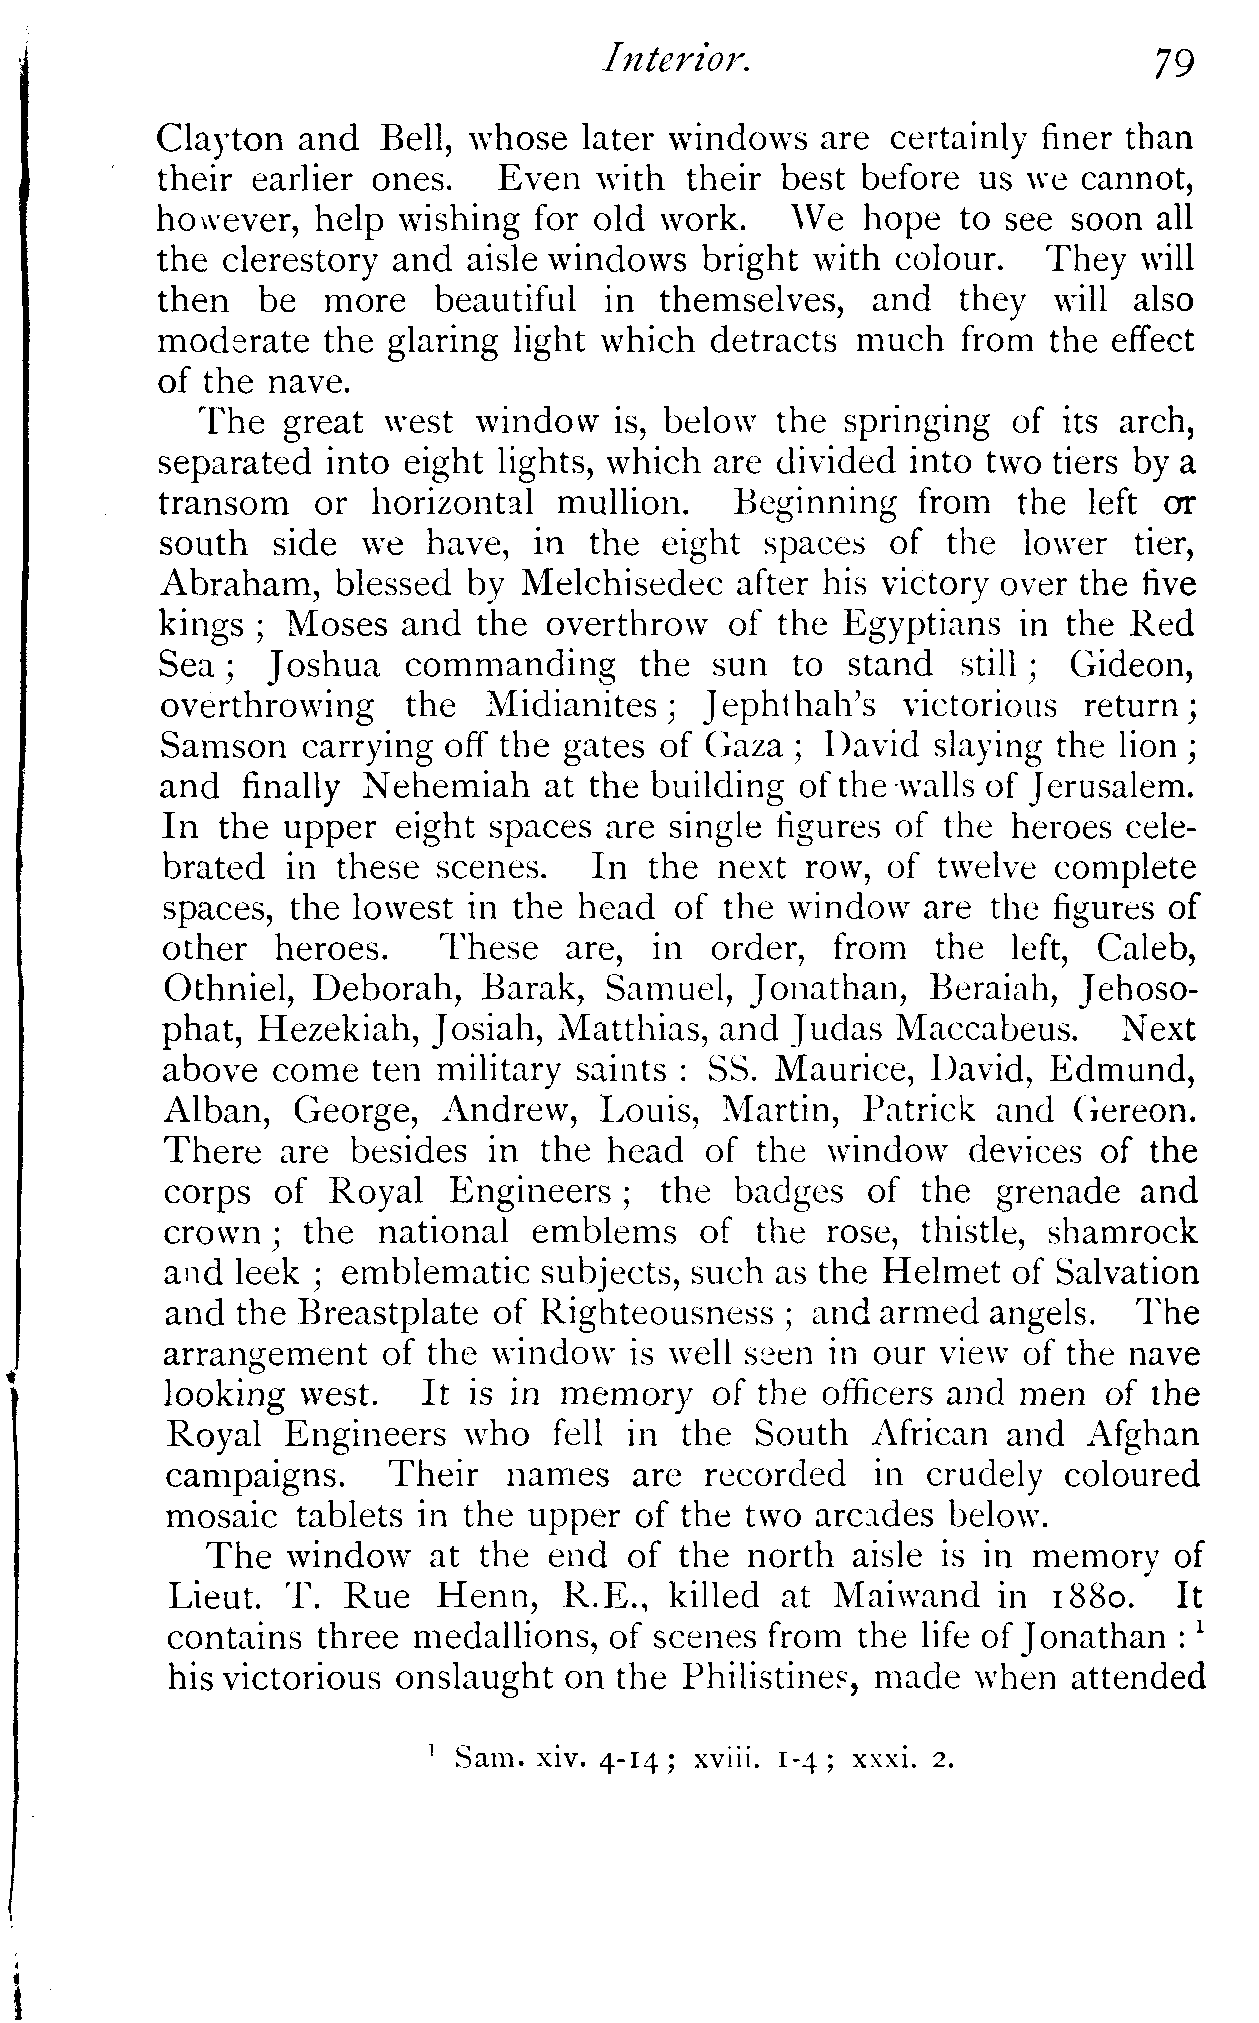 Interior. 79
Clayton and Bell, whose later windows are certainly finer than
their earlier ones. Even with their best before us we cannot,
however, help wishing for old work. We hope to see soon all
the clerestory and aisle windows bright with colour. They will
then be more beautiful in themselves, and they will also
moderate the glaring light which detracts much from the effect
of the nave.
The great west window is, below the springing of its arch,
separated into eight lights, which are divided into two tiers by a
transom or horizontal mullion. Beginning from the left or
south side we have, in the eight spaces of the lower tier,
Abraham, blessed by Melchisedec after his victory over the five
kings ; Moses and the overthrow of the Egyptians in the Red
Sea ; Joshua commanding the sun to stand still ; Gideon,
overthrowing the Midianites ; Jephthah's victorious return ;
Samson carrying off the gates of Gaza ; David slaying the lion ;
and finally Nehemiah at the building of the walls of Jerusalem.
In the upper eight spaces are single figures of the heroes cele-
brated in these scenes. In the next row, of twelve complete
spaces, the lowest in the head of the window are the figures of
other heroes. These are, in order, from the left, Caleb,
Othniel, Deborah, Barak, Samuel, Jonathan, Beraiah, Jehoso-
phat, Hezekiah, Josiah, Matthias, and Judas Maccabeus. Next
above come ten military saints : SS. Maurice, David, Edmund,
Alban, George, Andrew, Louis, Martin, Patrick and Gereon.
There are besides in the head of the window devices of the
corps of Royal Engineers ; the badges of the grenade and
crown ; the national emblems of the rose, thistle, shamrock
and leek ; emblematic subjects, such as the Helmet of Salvation
and the Breastplate of Righteousness ; and armed angels. The
arrangement of the window is well seen in our view of the nave
looking west. It is in memory of the officers and men of the
Royal Engineers who fell in the South African and Afghan
campaigns. Their names are recorded in crudely coloured
mosaic tablets in the upper of the two arcades below.
The window at the end of the north aisle is in memory of
Lieut. T. Rue Henn, R.E., killed at Maiwand in 1880. It
contains three medallions, of scenes from the life of Jonathan : ¹
his victorious onslaught on the Philistines, made when attended
¹ Sam. xiv. 4-14 ; xviii. 1-4 ; xxxi. 2.